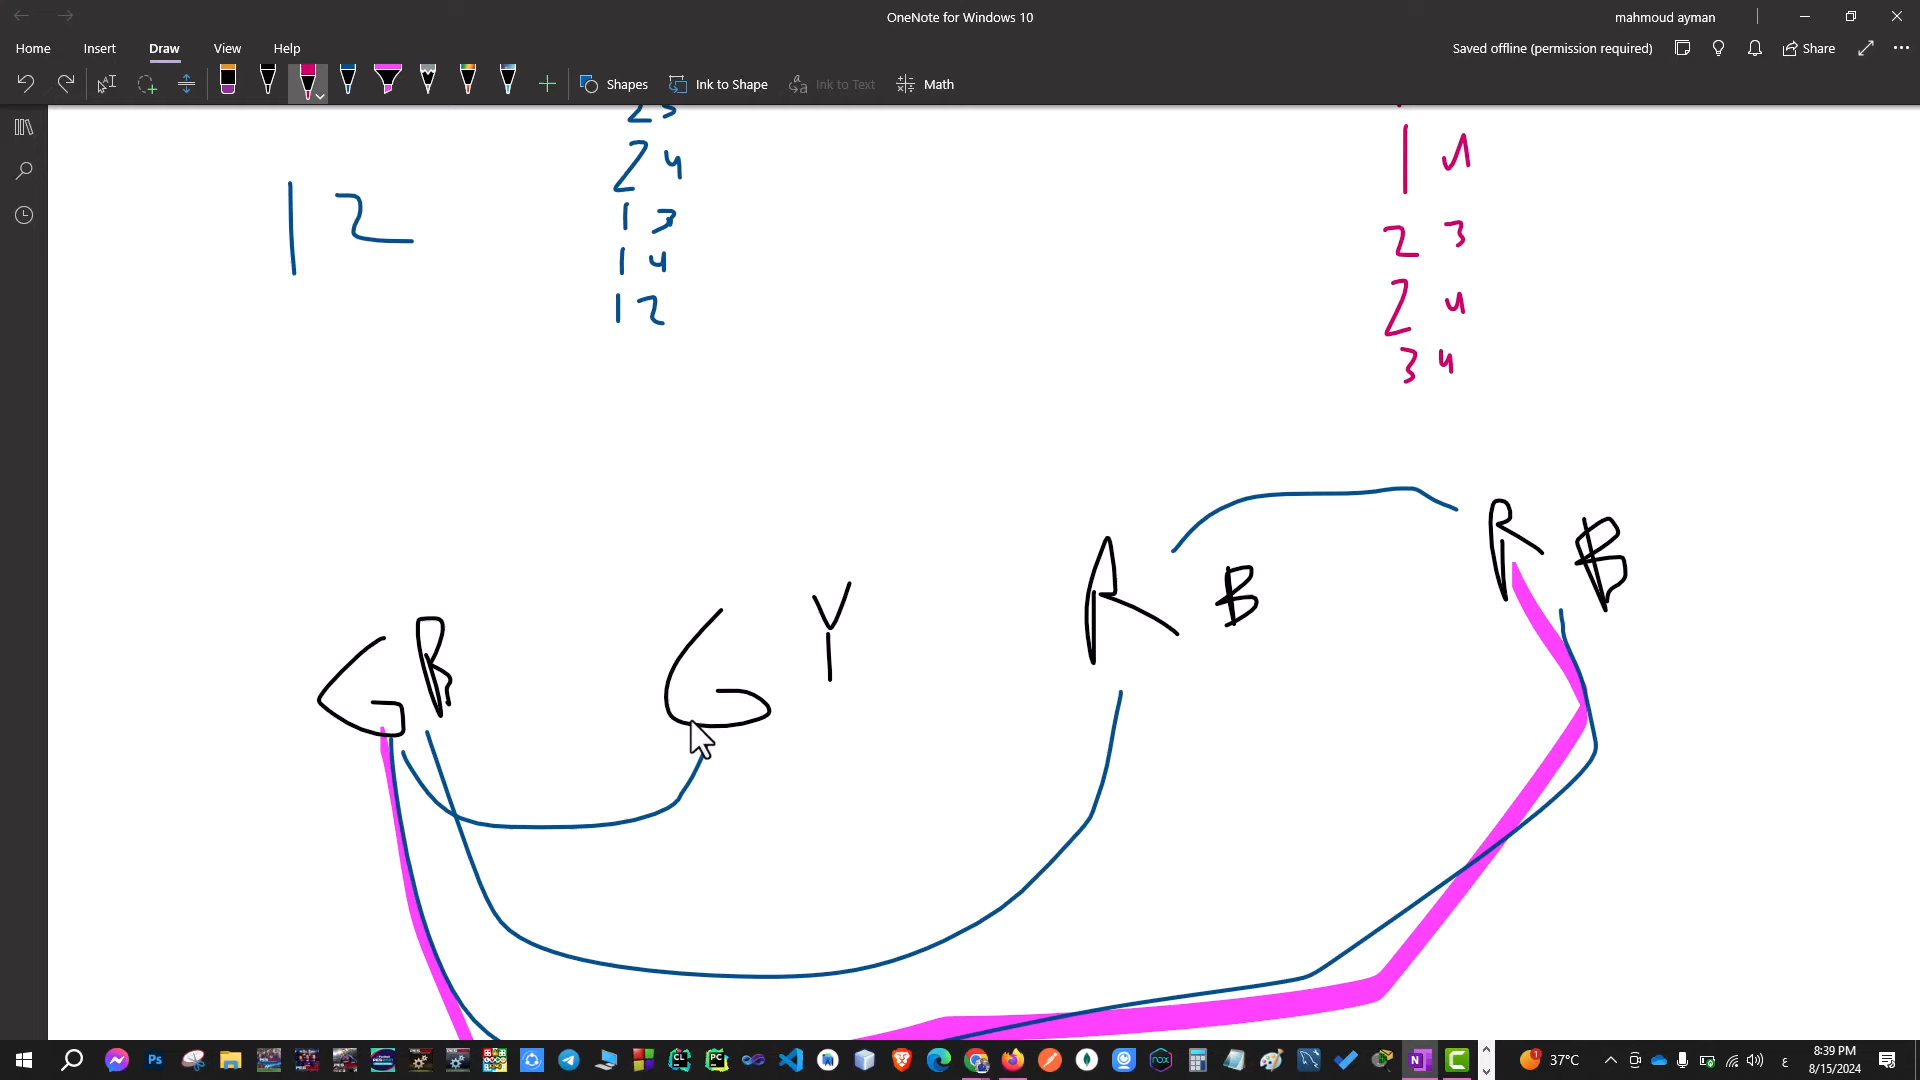 OneNote for Windows 10
mahmoud ayman
Home Insert Draw View Help
Saved offline (permission required)
Share
Shapes
Ink to Shape
Ink to Text
Math
2 3
2 4
1 3
1 4
1 2
1 2
1 4
2 3
2 4
3 4
G R
G Y
R B
R B
37°C
ع
8:39 PM
8/15/2024